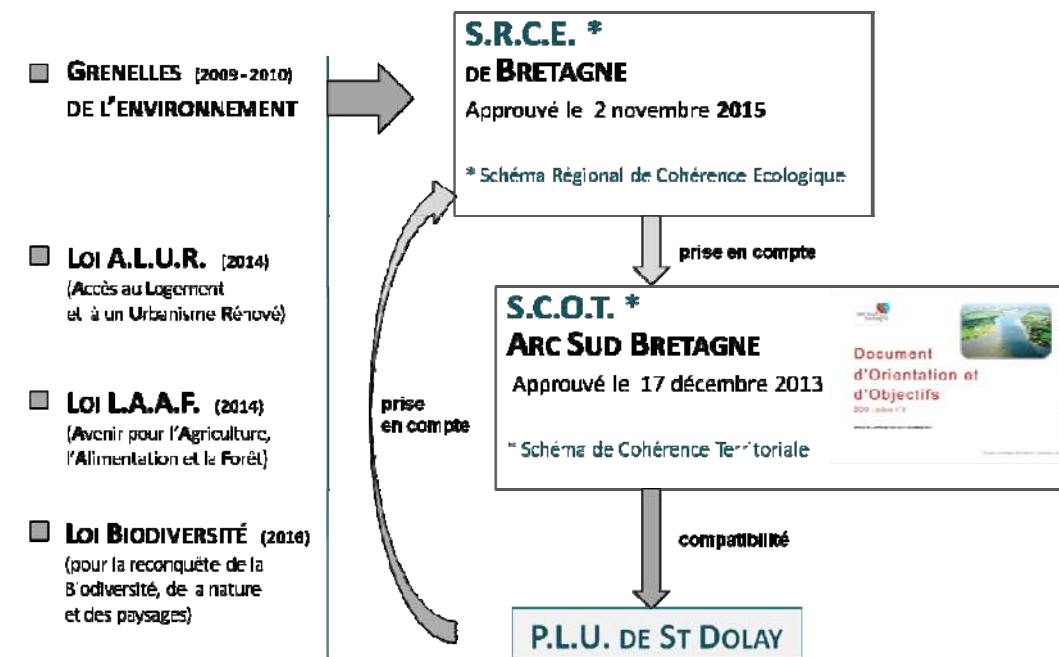 GRENELLES (2009-2010)
DE L'ENVIRONNEMENT
LOI A.L.U.R. (2014)
(Accès au Logement
et à un Urbanisme Rénové)
LOI L.A.A.F. (2014)
(Avenir pour l'Agriculture,
l'Alimentation et la Forêt)
LOI BIODIVERSITÉ (2016)
(pour la reconquête de la
Biodiversité, de la nature
et des paysages)
S.R.C.E. *
DE BRETAGNE
Approuvé le 2 novembre 2015
* Schéma Régional de Cohérence Ecologique
prise en compte
S.C.O.T. *
ARC SUD BRETAGNE
Approuvé le 17 décembre 2013
* Schéma de Cohérence Territoriale
Document
d'Orientation et
d'Objectifs
prise
en compte
compatibilité
P.L.U. DE ST DOLAY